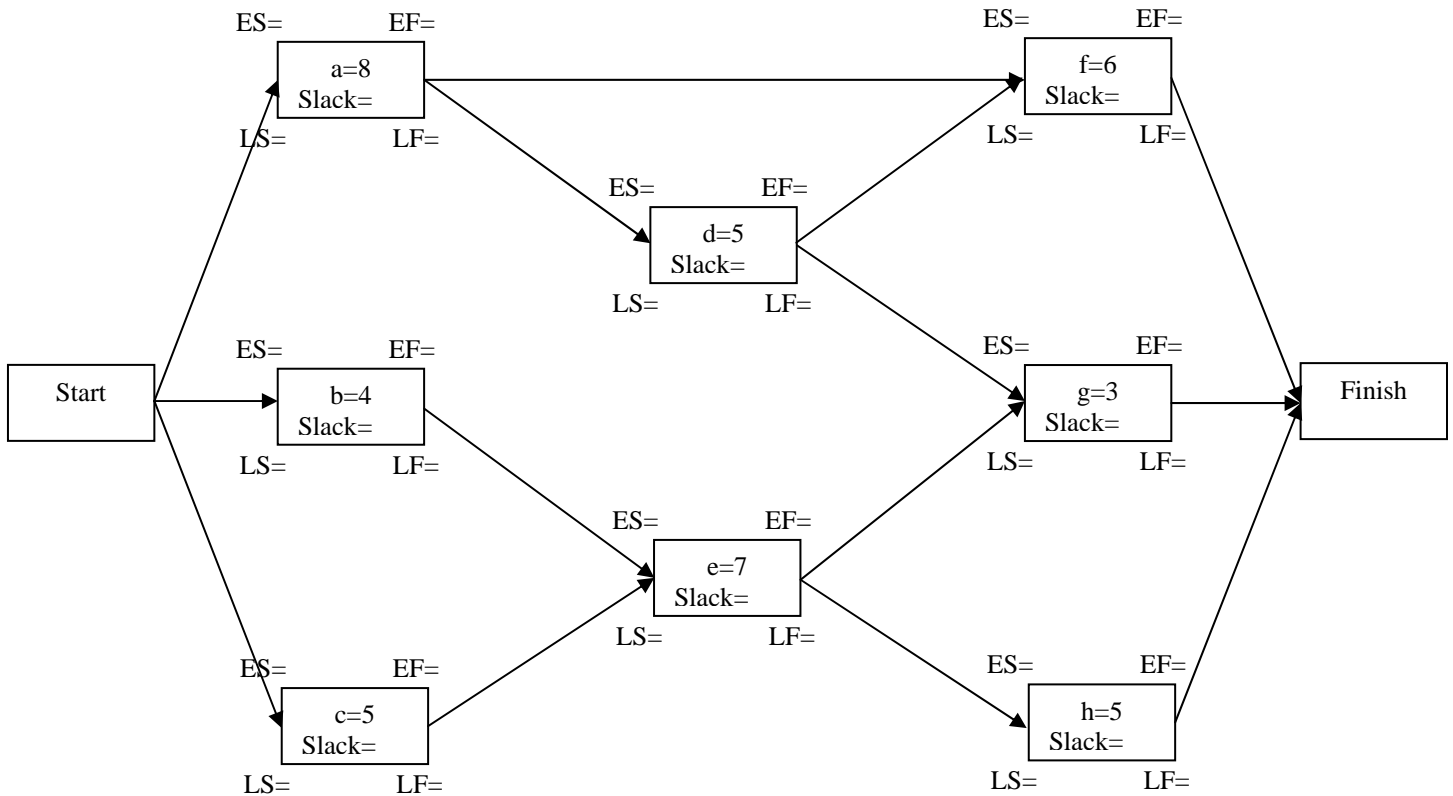 ES= EF=
a=8
Slack=
LS= LF=
ES= EF=
f=6
Slack=
LS= LF=
ES= EF=
d=5
Slack=
LS= LF=
Start
ES= EF=
b=4
Slack=
LS= LF=
ES= EF=
g=3
Slack=
LS= LF=
Finish
ES= EF=
e=7
Slack=
LS= LF=
ES= EF=
c=5
Slack=
LS= LF=
ES= EF=
h=5
Slack=
LS= LF=